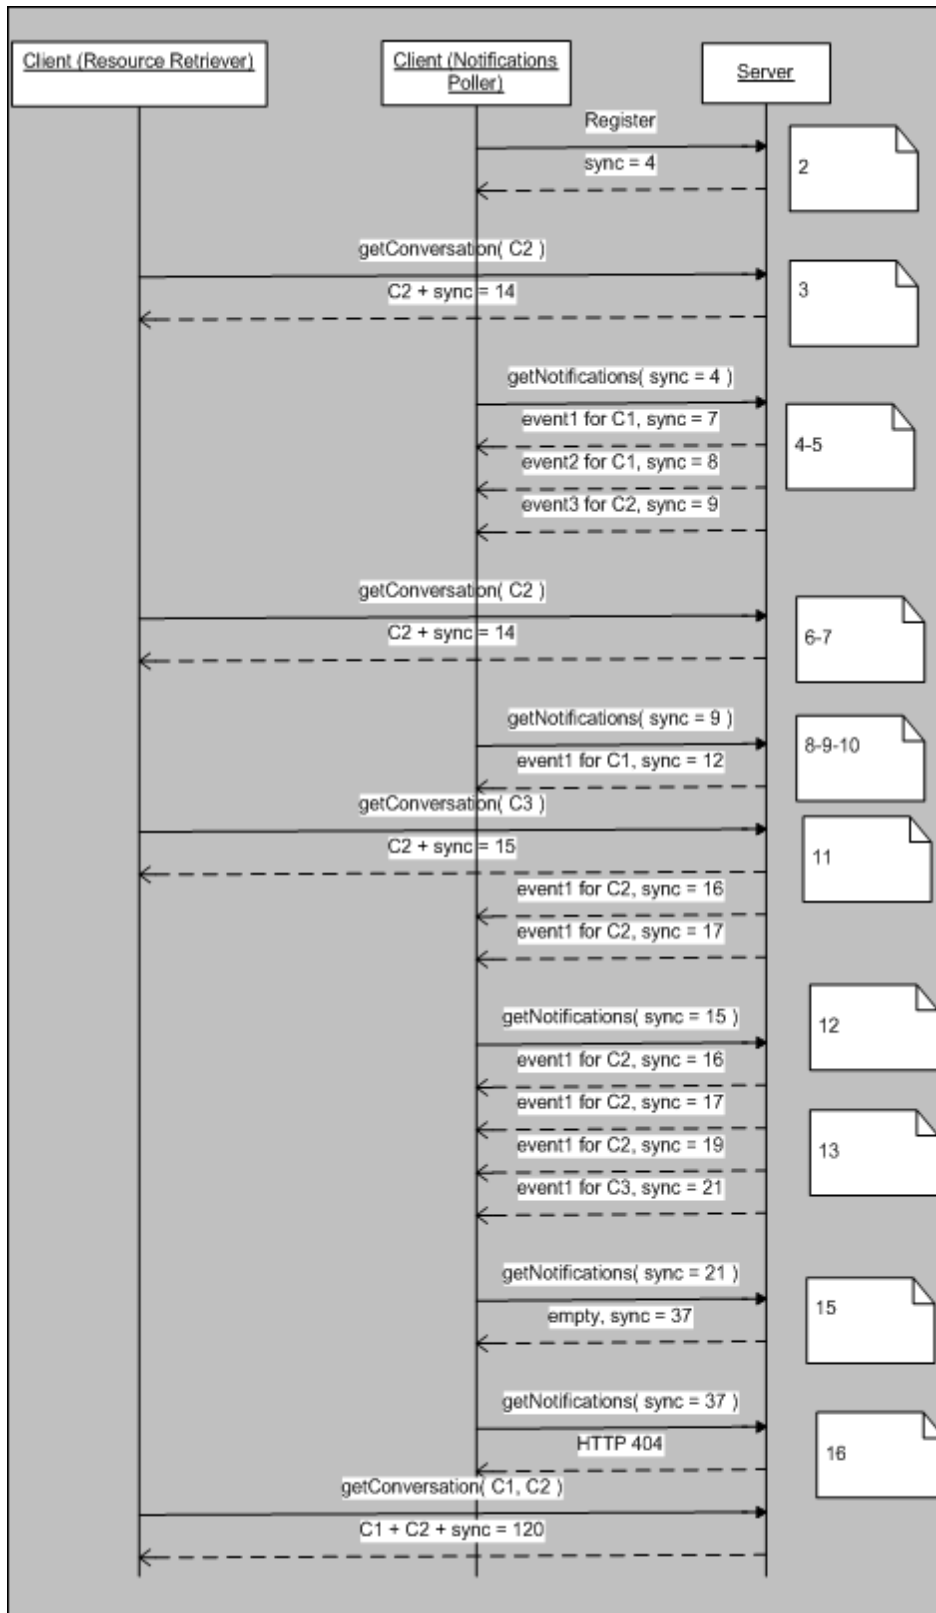 Client (Resource Retriever)
Client (Notifications
Poller)
Server
Register
2
sync = 4
getConversation( C2 )
3
C2 + sync = 14
getNotifications( sync = 4 )
event1 for C1, sync = 7
4-5
event2 for C1, sync = 8
event3 for C2, sync = 9
getConversation( C2 )
C2 + sync = 14
6-7
getNotifications( sync = 9 )
8-9-10
event1 for C1, sync = 12
getConversation( C3 )
C2 + sync = 15
11
event1 for C2, sync = 16
event1 for C2, sync = 17
getNotifications( sync = 15 )
12
event1 for C2, sync = 16
event1 for C2, sync = 17
event1 for C2, sync = 19
13
event1 for C3, sync = 21
getNotifications( sync = 21 )
15
empty, sync = 37
getNotifications( sync = 37 )
HTTP 404
16
getConversation( C1, C2 )
C1 + C2 + sync = 120